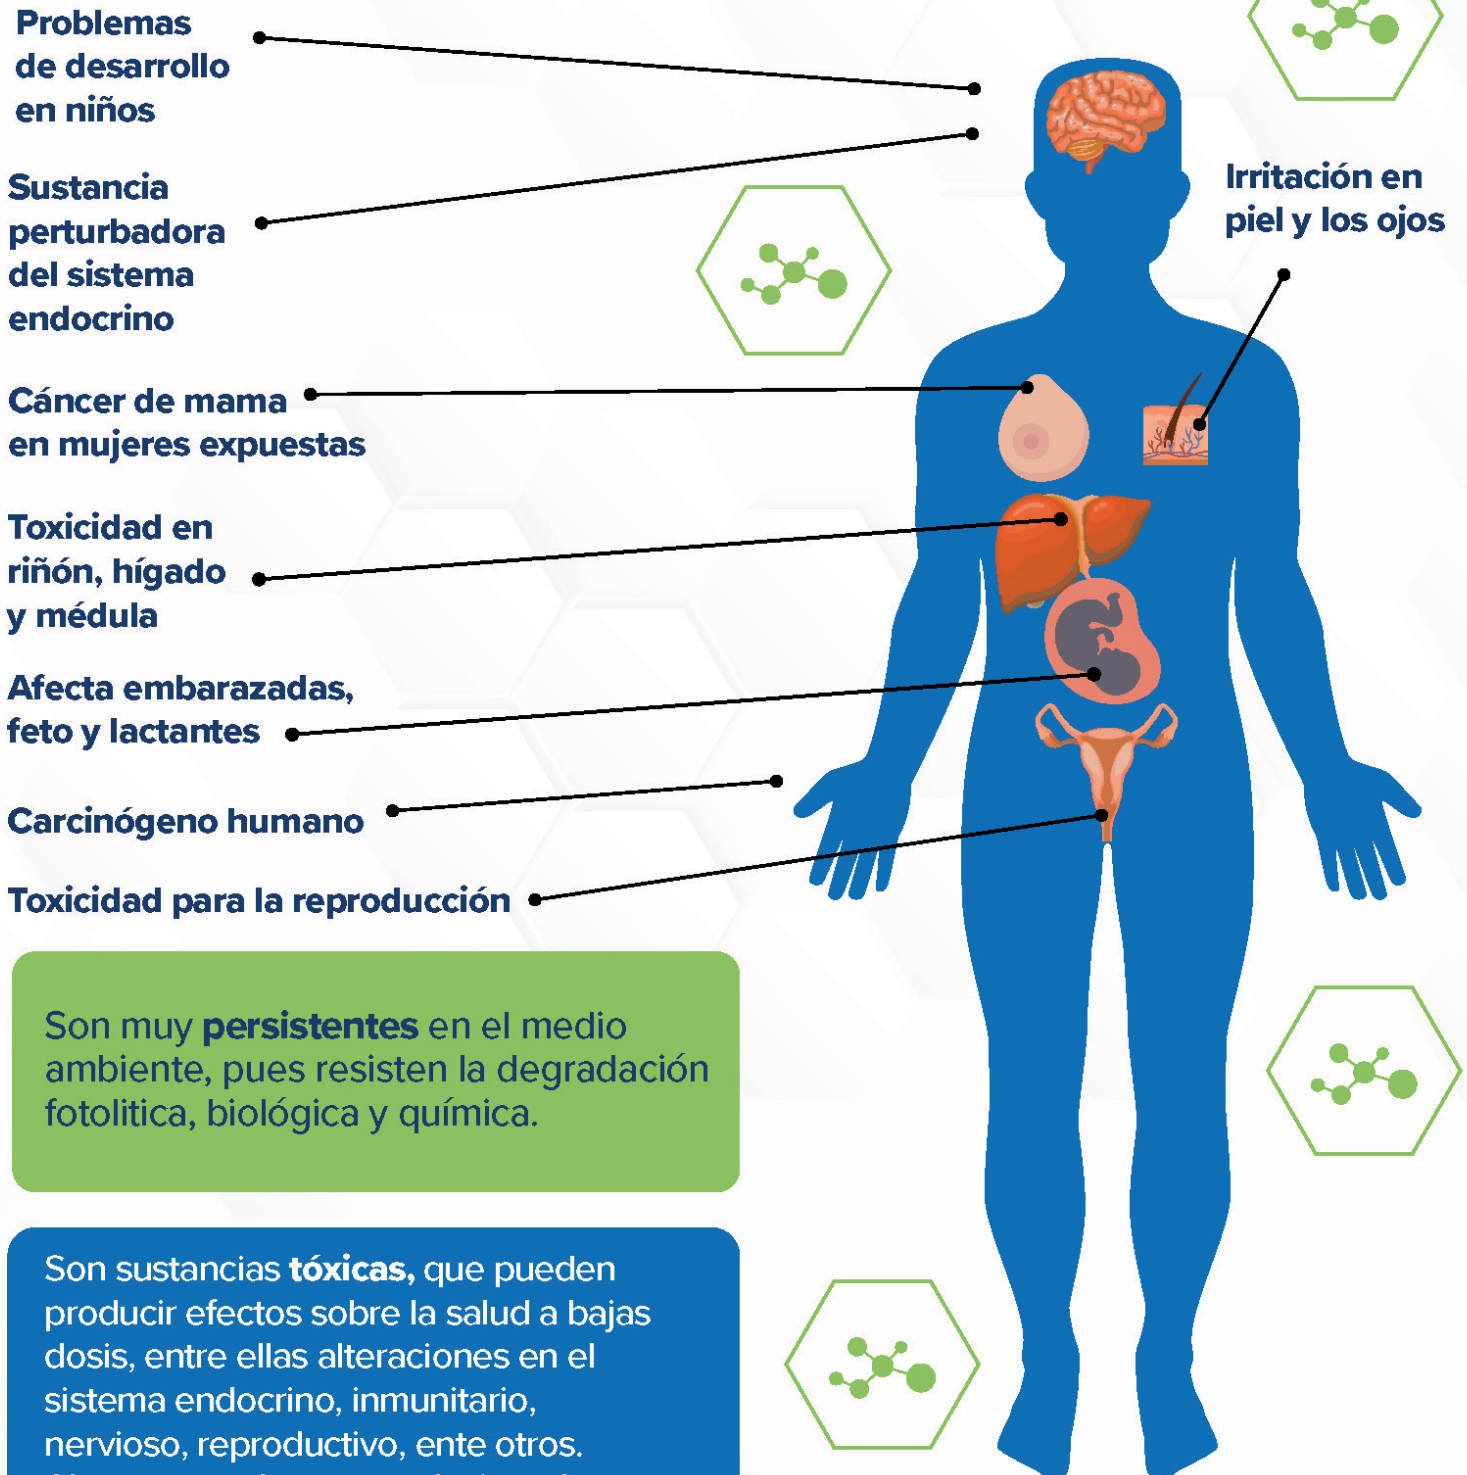 Problemas
de desarrollo
en niños
Sustancia
perturbadora
del sistema
endocrino
Irritación en
piel y los ojos
Cáncer de mama
en mujeres expuestas
Toxicidad en
riñón, hígado
y médula
Afecta embarazadas,
feto y lactantes
Carcinógeno humano
Toxicidad para la reproducción
Son muy persistentes en el medio
ambiente, pues resisten la degradación
fotolitica, biológica y química.
Son sustancias tóxicas, que pueden
producir efectos sobre la salud a bajas
dosis, entre ellas alteraciones en el
sistema endocrino, inmunitario,
nervioso, reproductivo, ente otros.